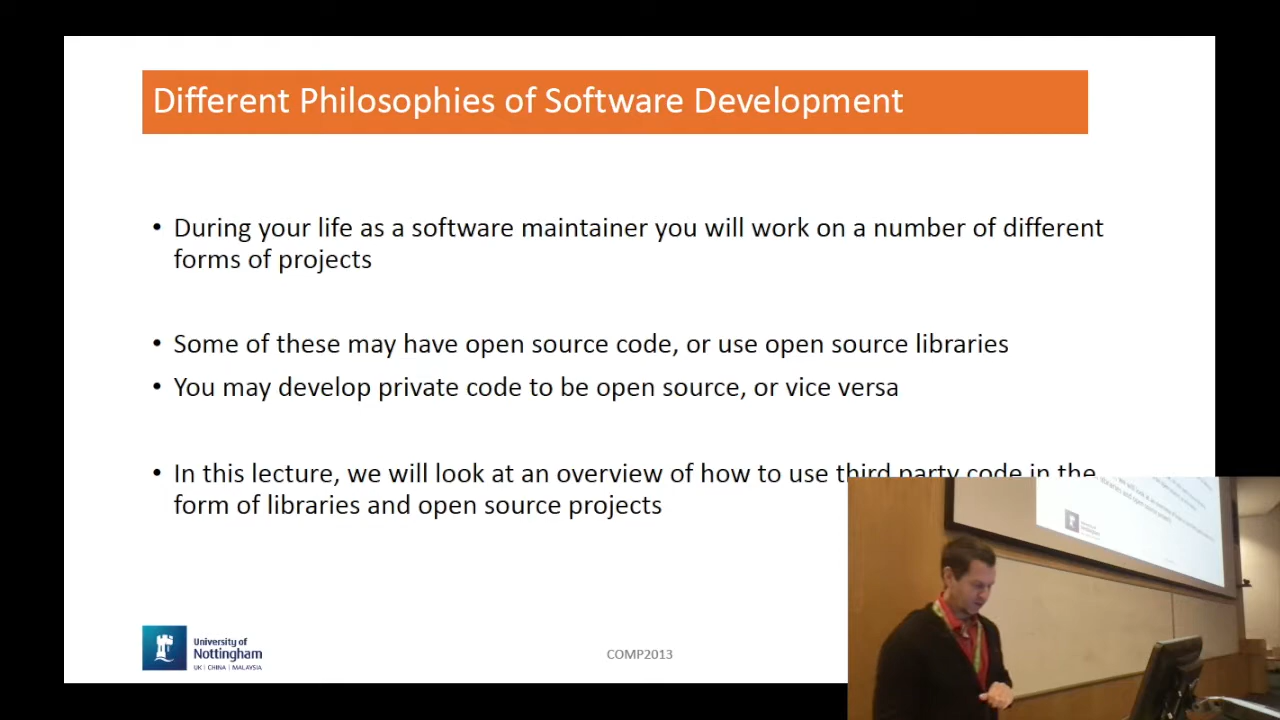 Different Philosophies of Software Development
• During your life as a software maintainer you will work on a number of different
forms of projects
• Some of these may have open source code, or use open source libraries
• You may develop private code to be open source, or vice versa
• In this lecture, we will look at an overview of how to use third party code in the
form of libraries and open source projects
University of
Nottingham
UK | CHINA | MALAYSIA
COMP2013